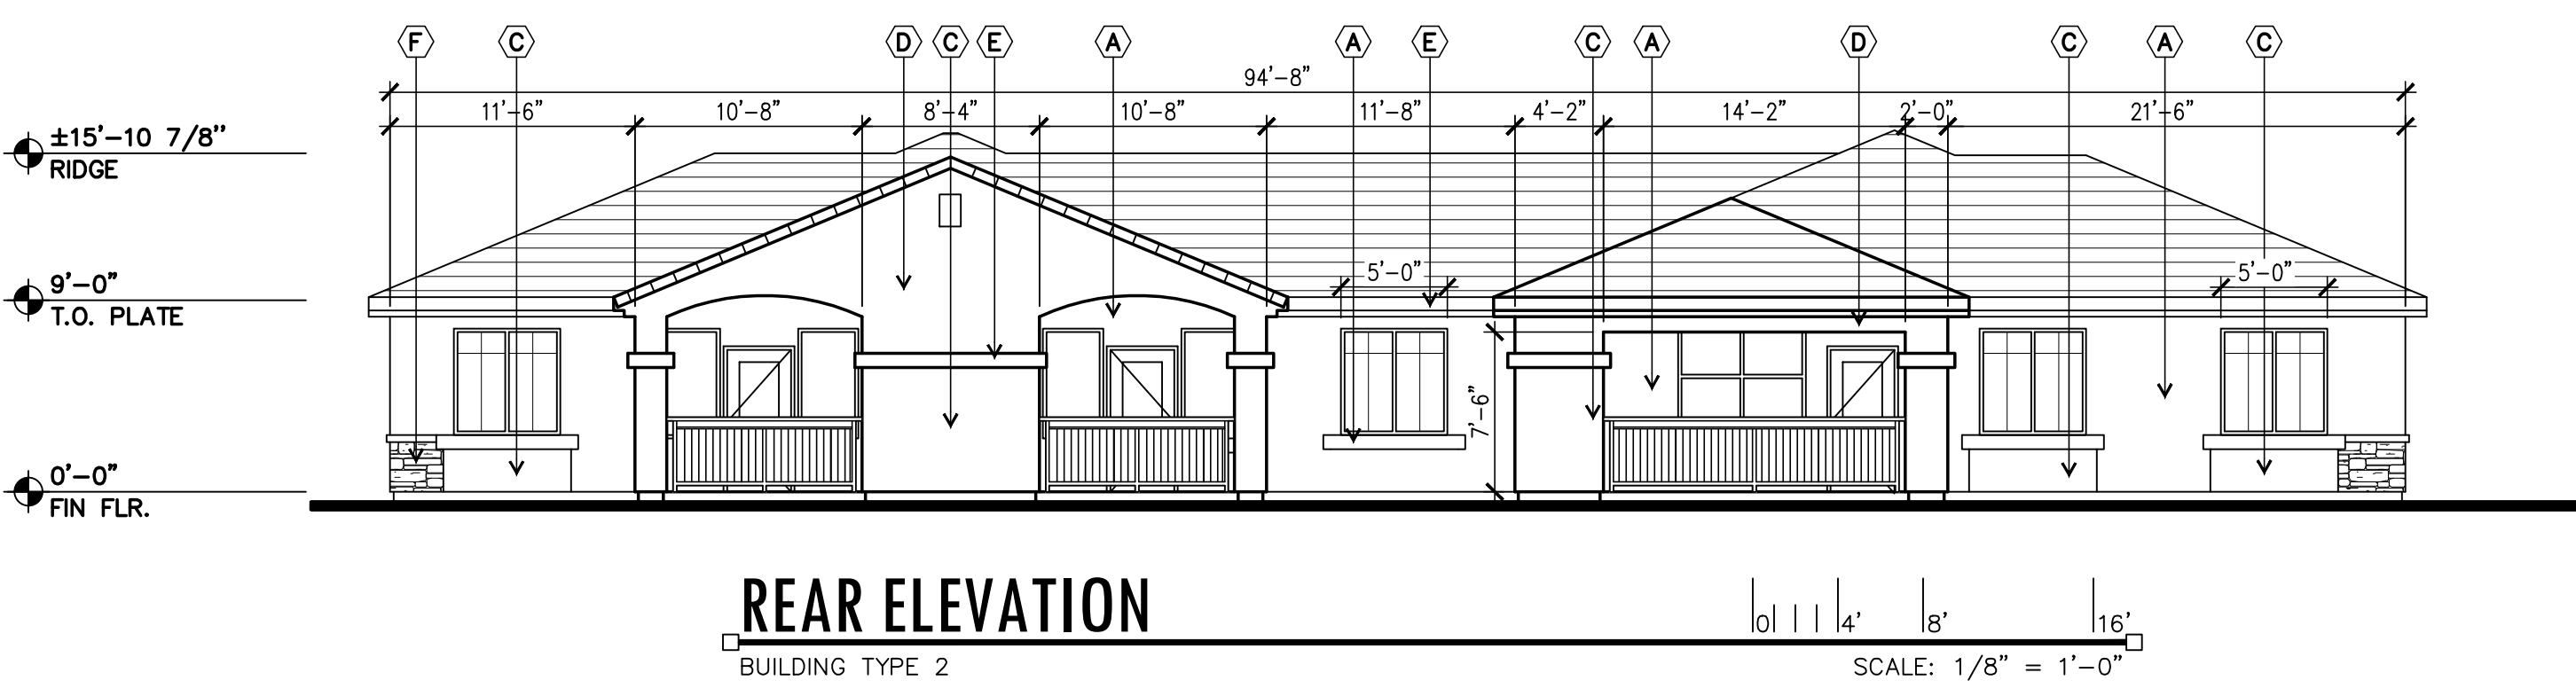 F C D C E A A E C A D C A C
94'-8"
11'-6" 10'-8" 8'-4" 10'-8" 11'-8" 4'-2" 14'-2" 2'-0" 21'-6"
±15'-10 7/8"
RIDGE
5'-0" 5'-0"
9'-0"
T.O. PLATE
7'-6"
0'-0"
FIN FLR.
REAR ELEVATION
0 4' 8' 16'
BUILDING TYPE 2
SCALE: 1/8" = 1'-0"